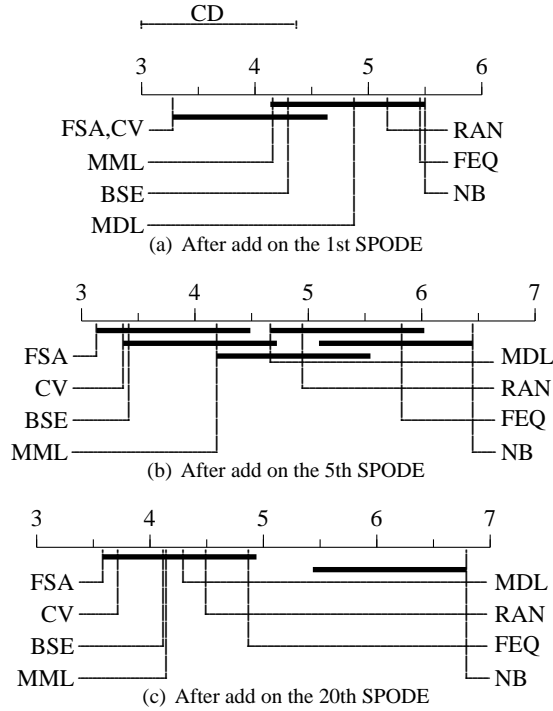 CD
3 4 5 6
FSA,CV RAN
MML FEQ
BSE NB
MDL
(a) After add on the 1st SPODE
3 4 5 6 7
FSA MDL
CV RAN
BSE FEQ
MML NB
(b) After add on the 5th SPODE
3 4 5 6 7
FSA MDL
CV RAN
BSE FEQ
MML NB
(c) After add on the 20th SPODE